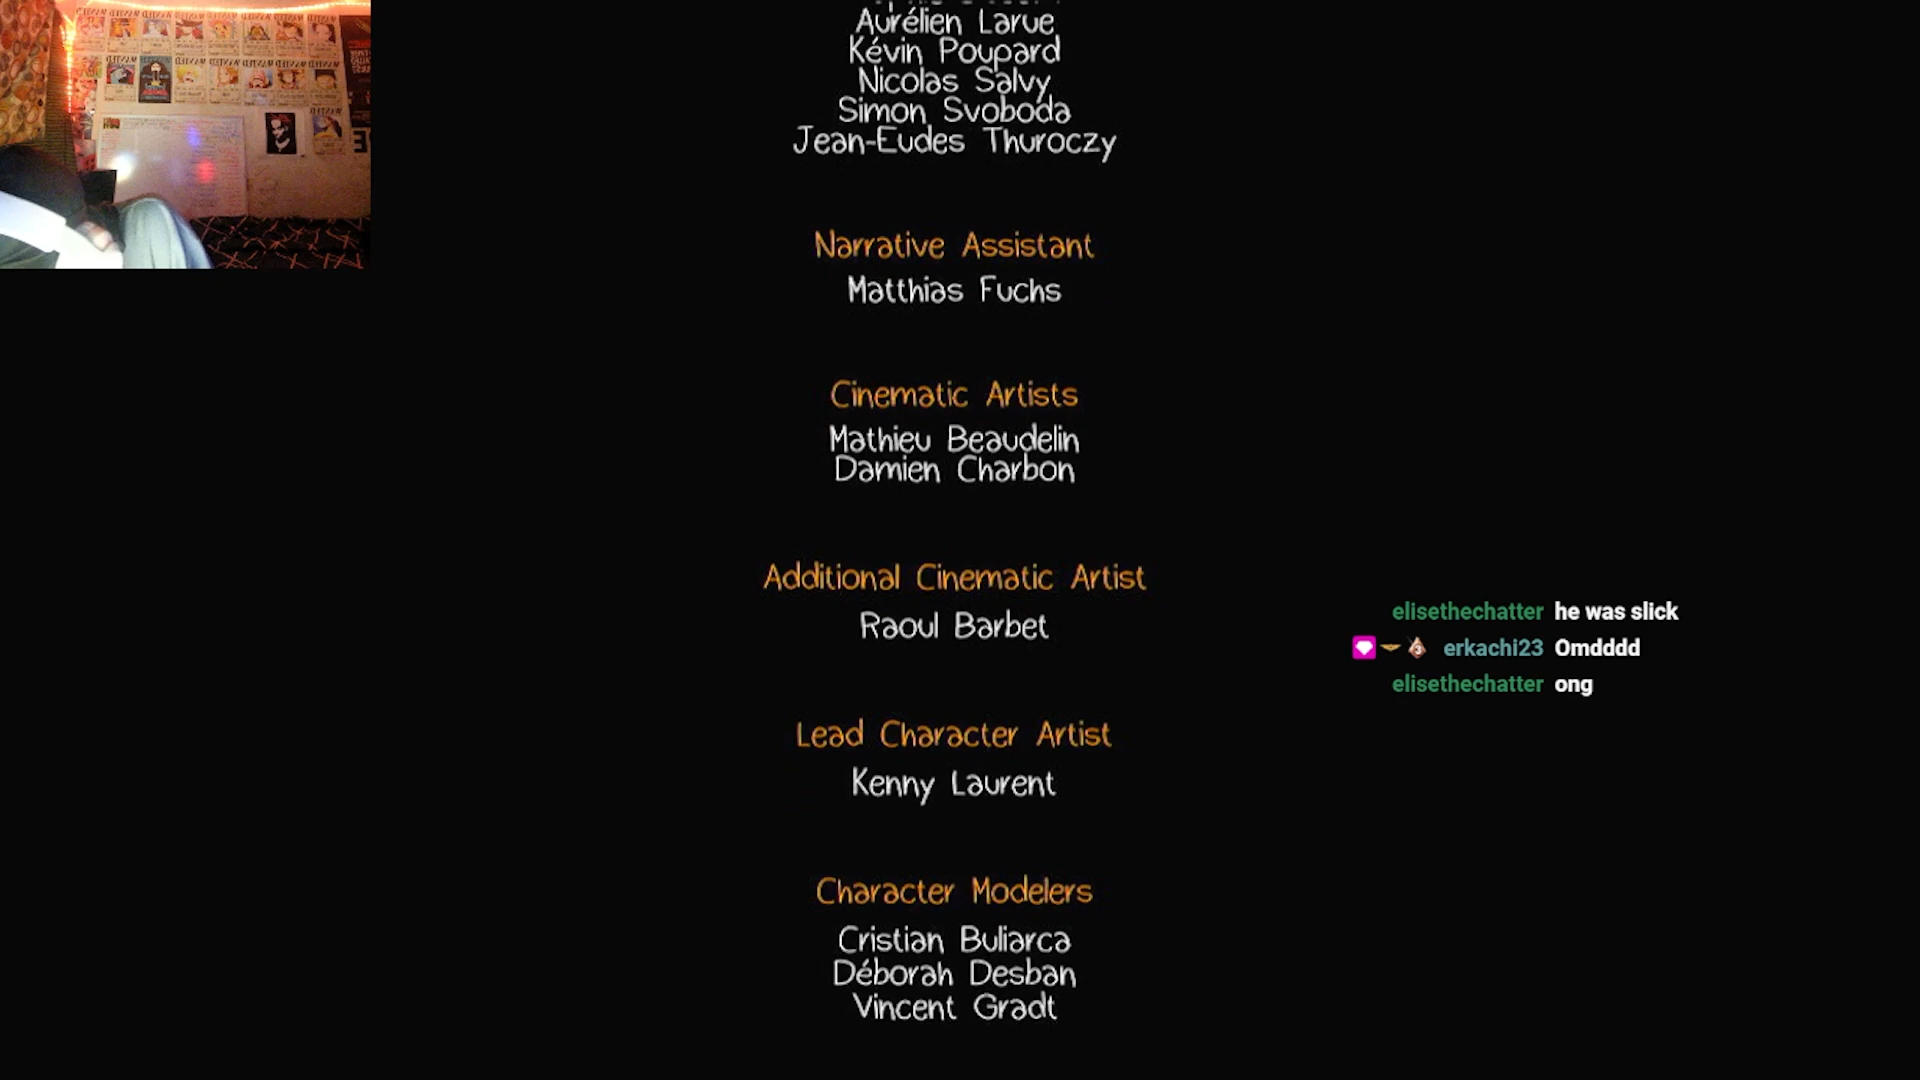 Aurélien Larue
Kévin Poupard
Nicolas Salvy
Simon Svoboda
Jean-Eudes Thuroczy
Narrative Assistant
Matthias Fuchs
Cinematic Artists
Mathieu Beaudelin
Damien Charbon
Additional Cinematic Artist
Raoul Barbet
Lead Character Artist
Kenny Laurent
Character Modelers
Cristian Buliarca
Déborah Desban
Vincent Gradt
elisethechatter he was slick
erkachi23 Omdddd
elisethechatter ong